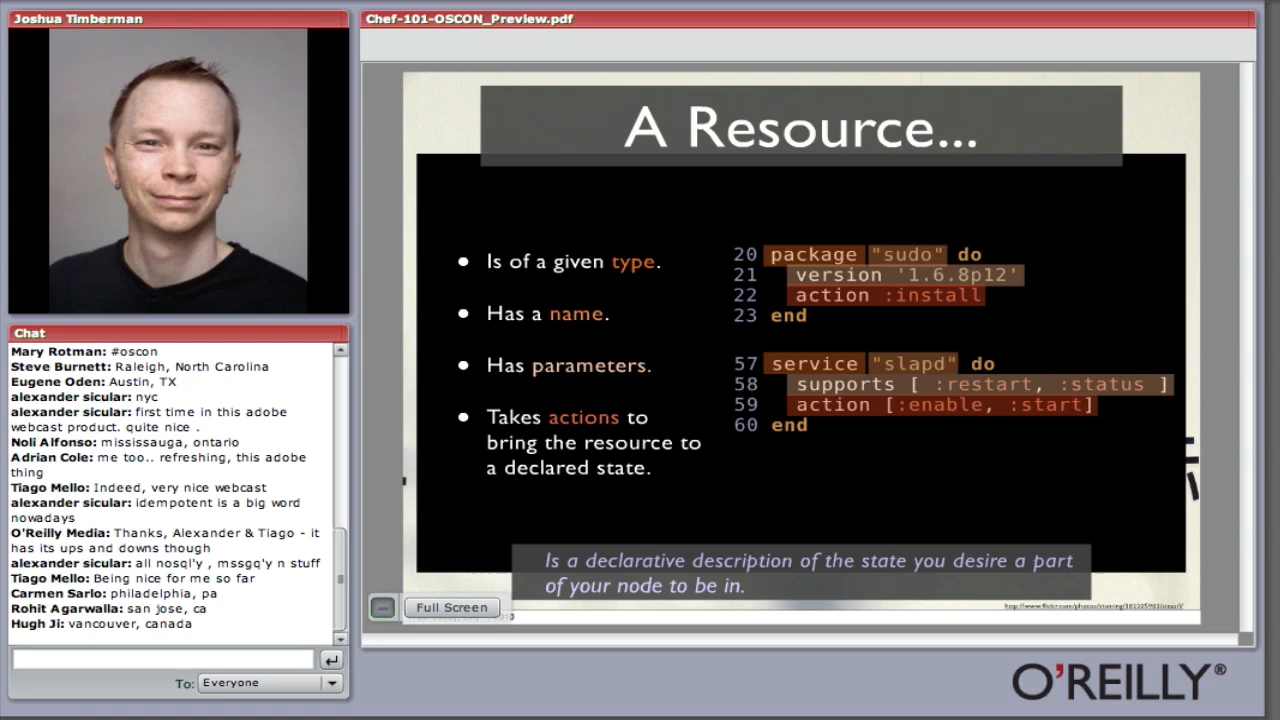 Joshua Timberman
Chat
Mary Rotman: #oscon
Steve Burnett: Raleigh, North Carolina
Eugene Oden: Austin, TX
alexander sicular: nyc
alexander sicular: first time in this adobe
webcast product. quite nice .
Noli Alfonso: mississauga, ontario
Adrian Cole: me too.. refreshing, this adobe
thing
Tiago Mello: Indeed, very nice webcast
alexander sicular: idempotent is a big word
nowadays
O'Reilly Media: Thanks, Alexander & Tiago - it
has its ups and downs though
alexander sicular: all nosql'y , mssgq'y n stuff
Tiago Mello: Being nice for me so far
Carmen Sarlo: philadelphia, pa
Rohit Agarwalla: san jose, ca
Hugh Ji: vancouver, canada
To: Everyone
Chef-101-OSCON_Preview.pdf
A Resource...
• Is of a given type.
• Has a name.
• Has parameters.
• Takes actions to
bring the resource to
a declared state.
20 package "sudo" do
21 version '1.6.8p12'
22 action :install
23 end
57 service "slapd" do
58 supports [ :restart, :status ]
59 action [:enable, :start]
60 end
Is a declarative description of the state you desire a part
of your node to be in.
Full Screen
O'REILLY®